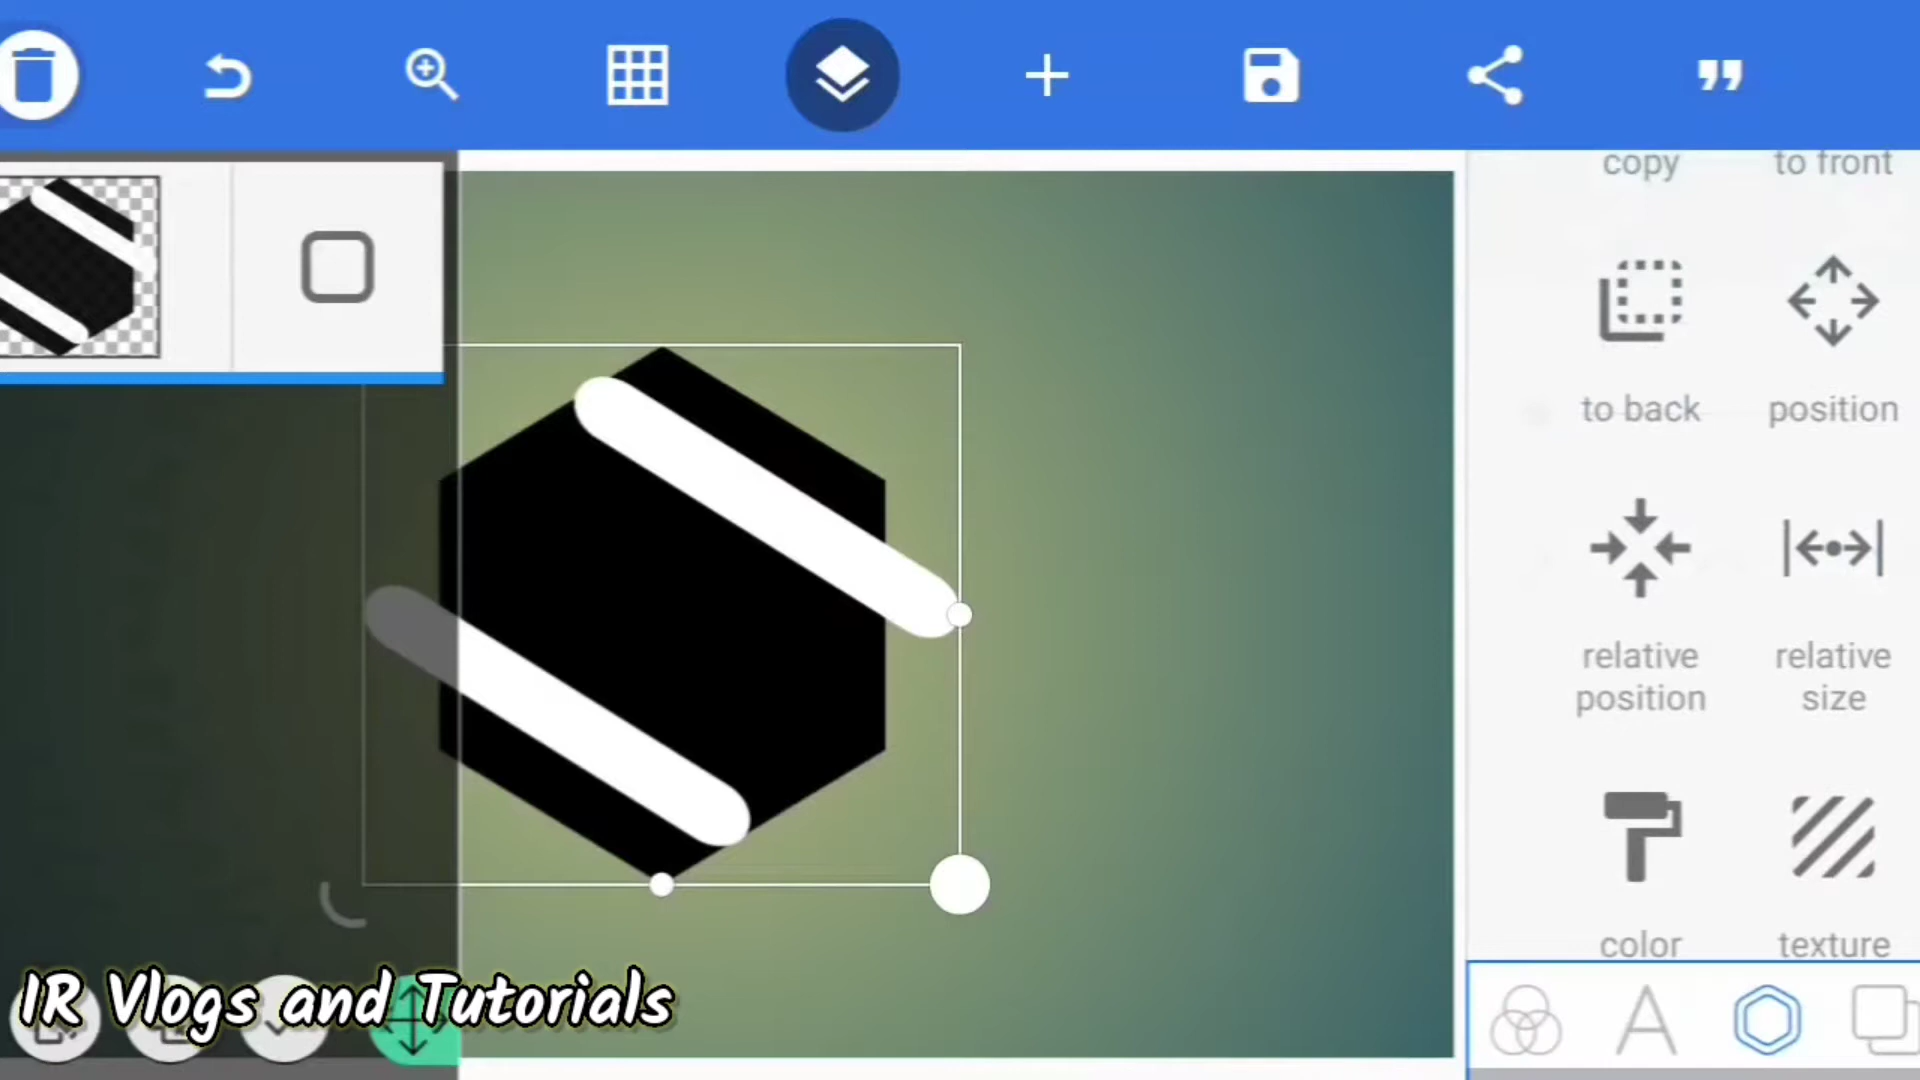 copy
to front
to back
position
relative
position
relative
size
color
texture
IR Vlogs and Tutorials